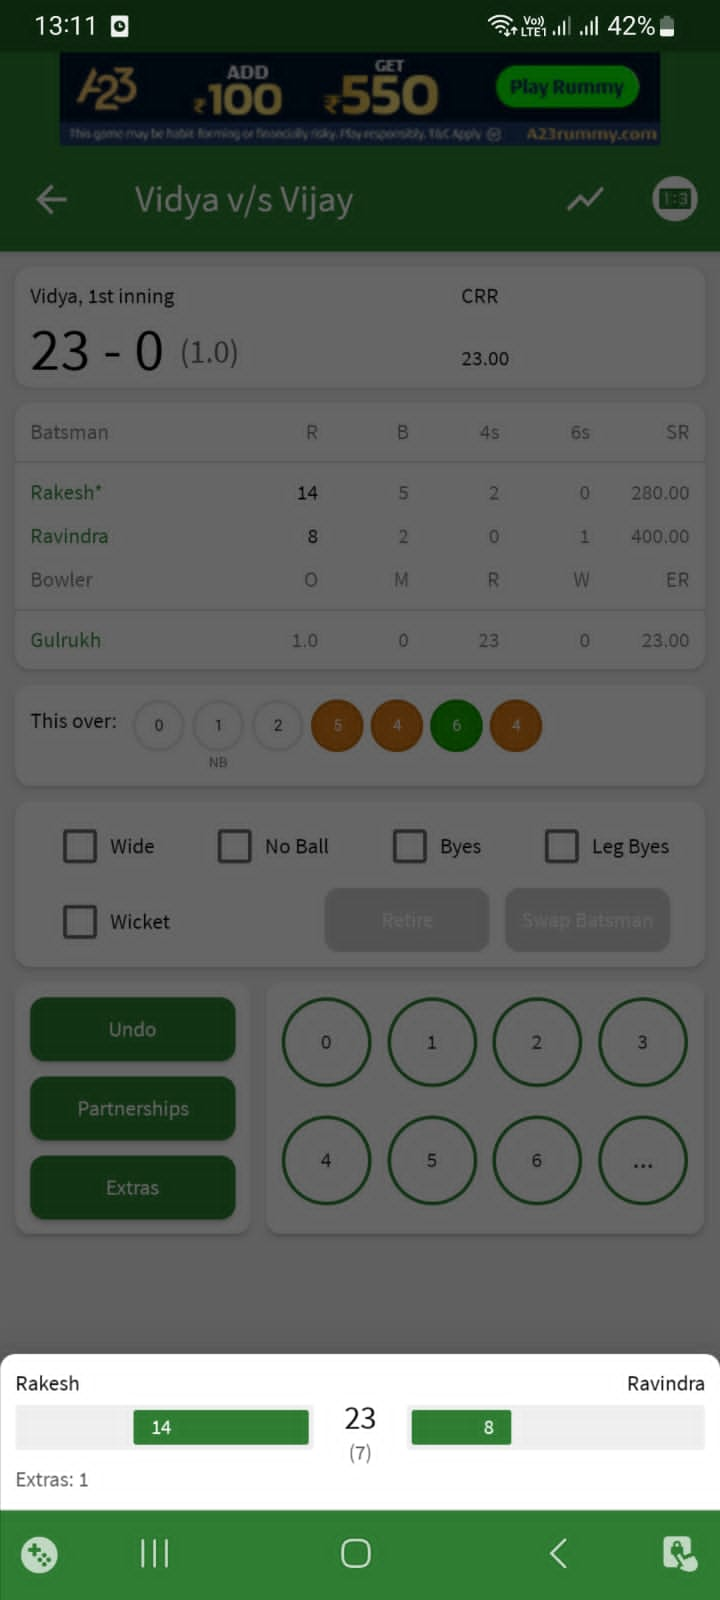 13:11 Vo)) LTE1 42%
A23 ADD ₹100 GET ₹550 Play Rummy
This game may be habit forming or financially risky. Play responsibly. T&C Apply A23rummy.com
Vidya v/s Vijay 1:3
Vidya, 1st inning CRR
23 - 0 (1.0) 23.00
Batsman R B 4s 6s SR
Rakesh* 14 5 2 0 280.00
Ravindra 8 2 0 1 400.00
Bowler O M R W ER
Gulrukh 1.0 0 23 0 23.00
This over: 0 1 2 5 4 6 4
NB
Wide No Ball Byes Leg Byes
Wicket Retire Swap Batsman
Undo 0 1 2 3
Partnerships
4 5 6 ...
Extras
Rakesh Ravindra
14 23 8
(7)
Extras: 1